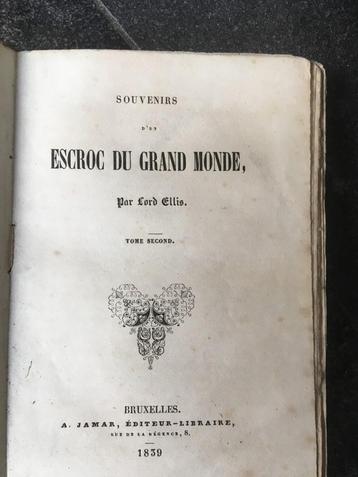 SOUVENIRS
D'UN
ESCROC DU GRAND MONDE,
Par Lord Ellis.
TOME SECOND.
BRUXELLES.
A. JAMAR, ÉDITEUR-LIBRAIRE,
RUE DE LA RÉGENCE, 8.
1839